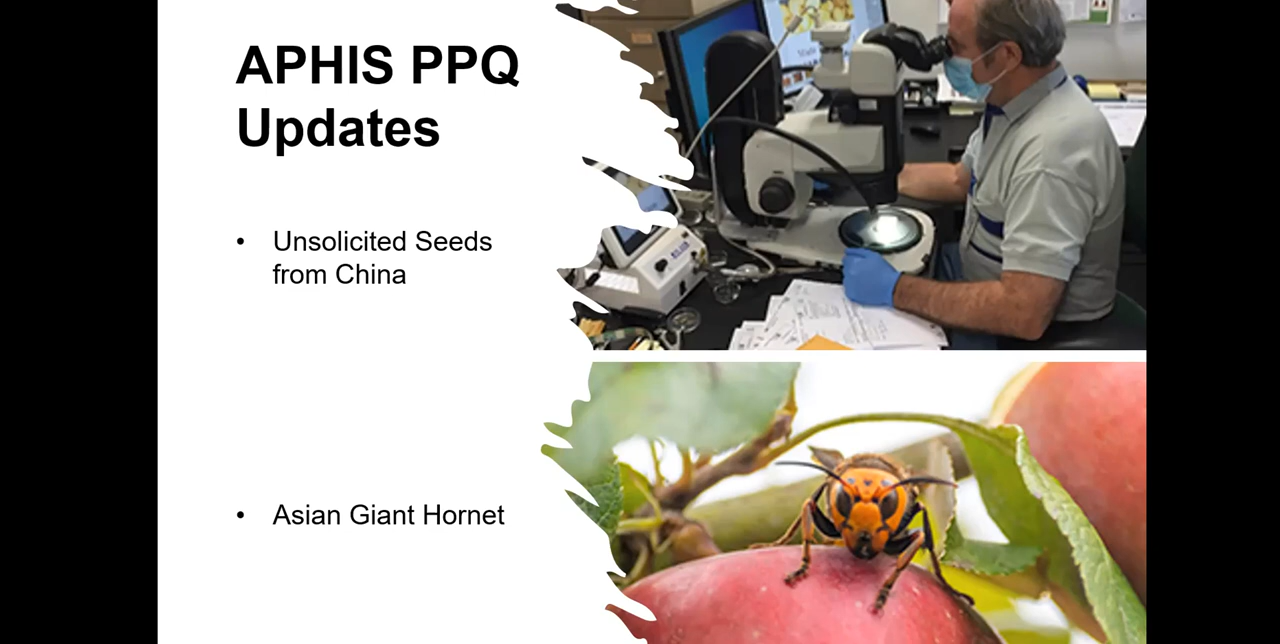 APHIS PPQ
Updates
• Unsolicited Seeds
from China
• Asian Giant Hornet